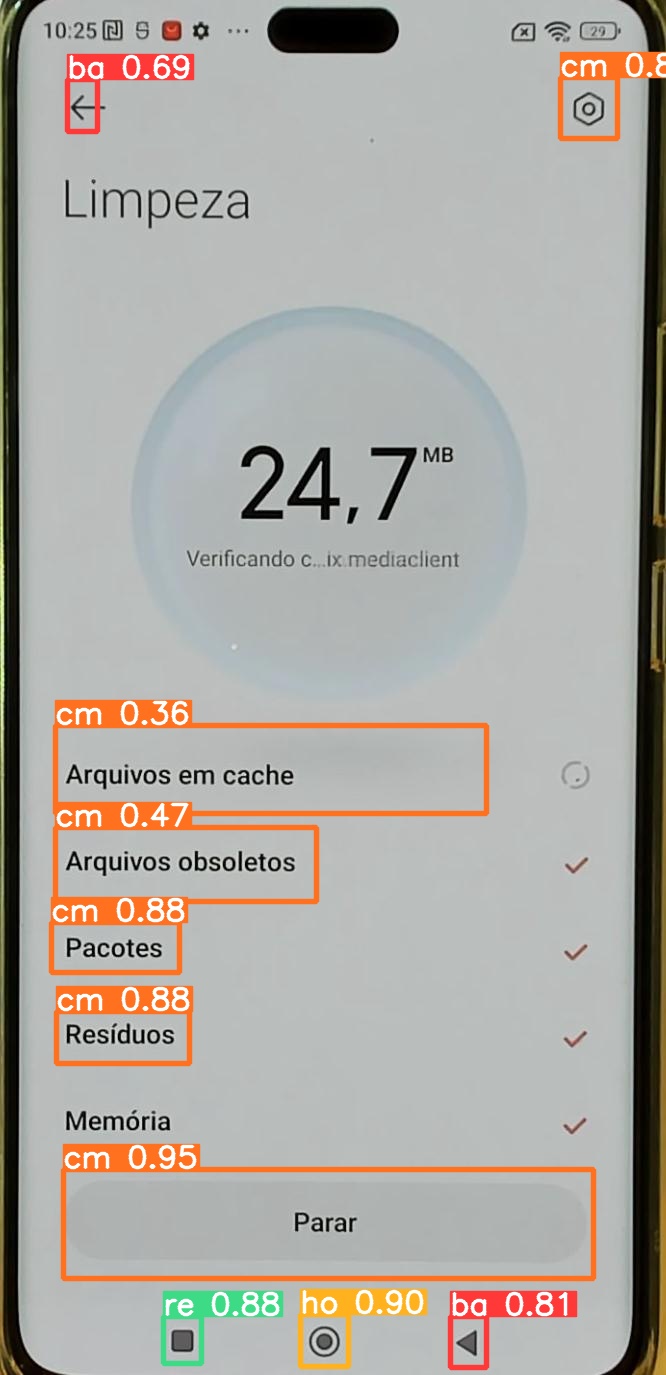 10:25 29
ba 0.69
cm 0.8
Limpeza
24,7 MB
Verificando c...ix.mediaclient
cm 0.36
Arquivos em cache
cm 0.47
Arquivos obsoletos
cm 0.88
Pacotes
cm 0.88
Resíduos
Memória
cm 0.95
Parar
re 0.88 ho 0.90 ba 0.81